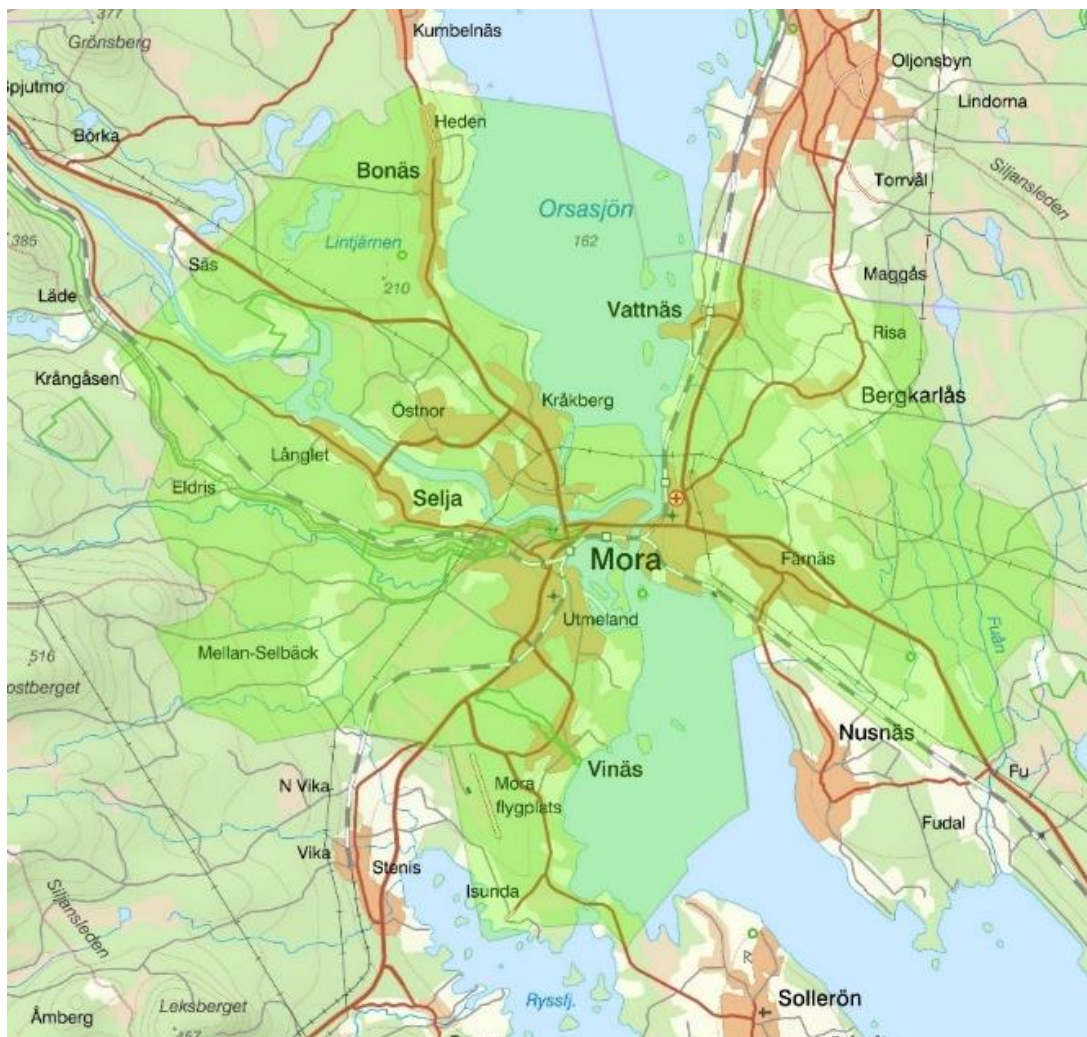 377
Grönsberg
Kumbelnäs
Oljonsbyn
Spjutmo
Lindorna
Börka
Heden
Siljansleden
Bonäs
Torrvål
Orsasjön
Lintjärnen
162
385
Säs
210
Maggås
Läde
Vattnäs
Risa
Krångåsen
Bergkarlås
Kråkberg
Östnor
Långlet
Eldris
Selja
Mora
Färnäs
Utmeland
Fuån
Mellan-Selbäck
516
ostberget
Nusnäs
Vinäs
Fu
N Vika
Mora
flygplats
Fudal
Vika
Stenis
Isunda
Siljansleden
R
Ryssfj.
Sollerön
Leksberget
Åmberg